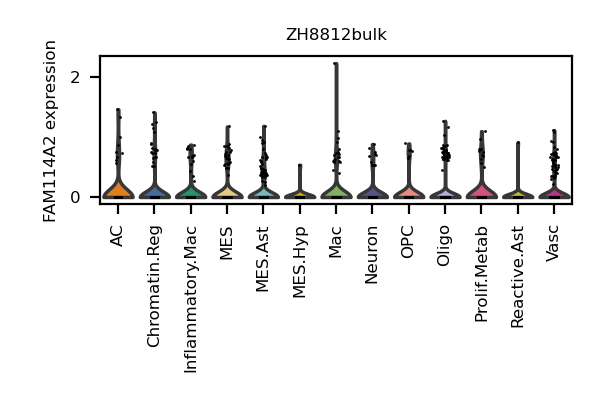 ZH8812bulk
FAM114A2 expression
2
0
AC
Chromatin.Reg
Inflammatory.Mac
MES
MES.Ast
MES.Hyp
Mac
Neuron
OPC
Oligo
Prolif.Metab
Reactive.Ast
Vasc